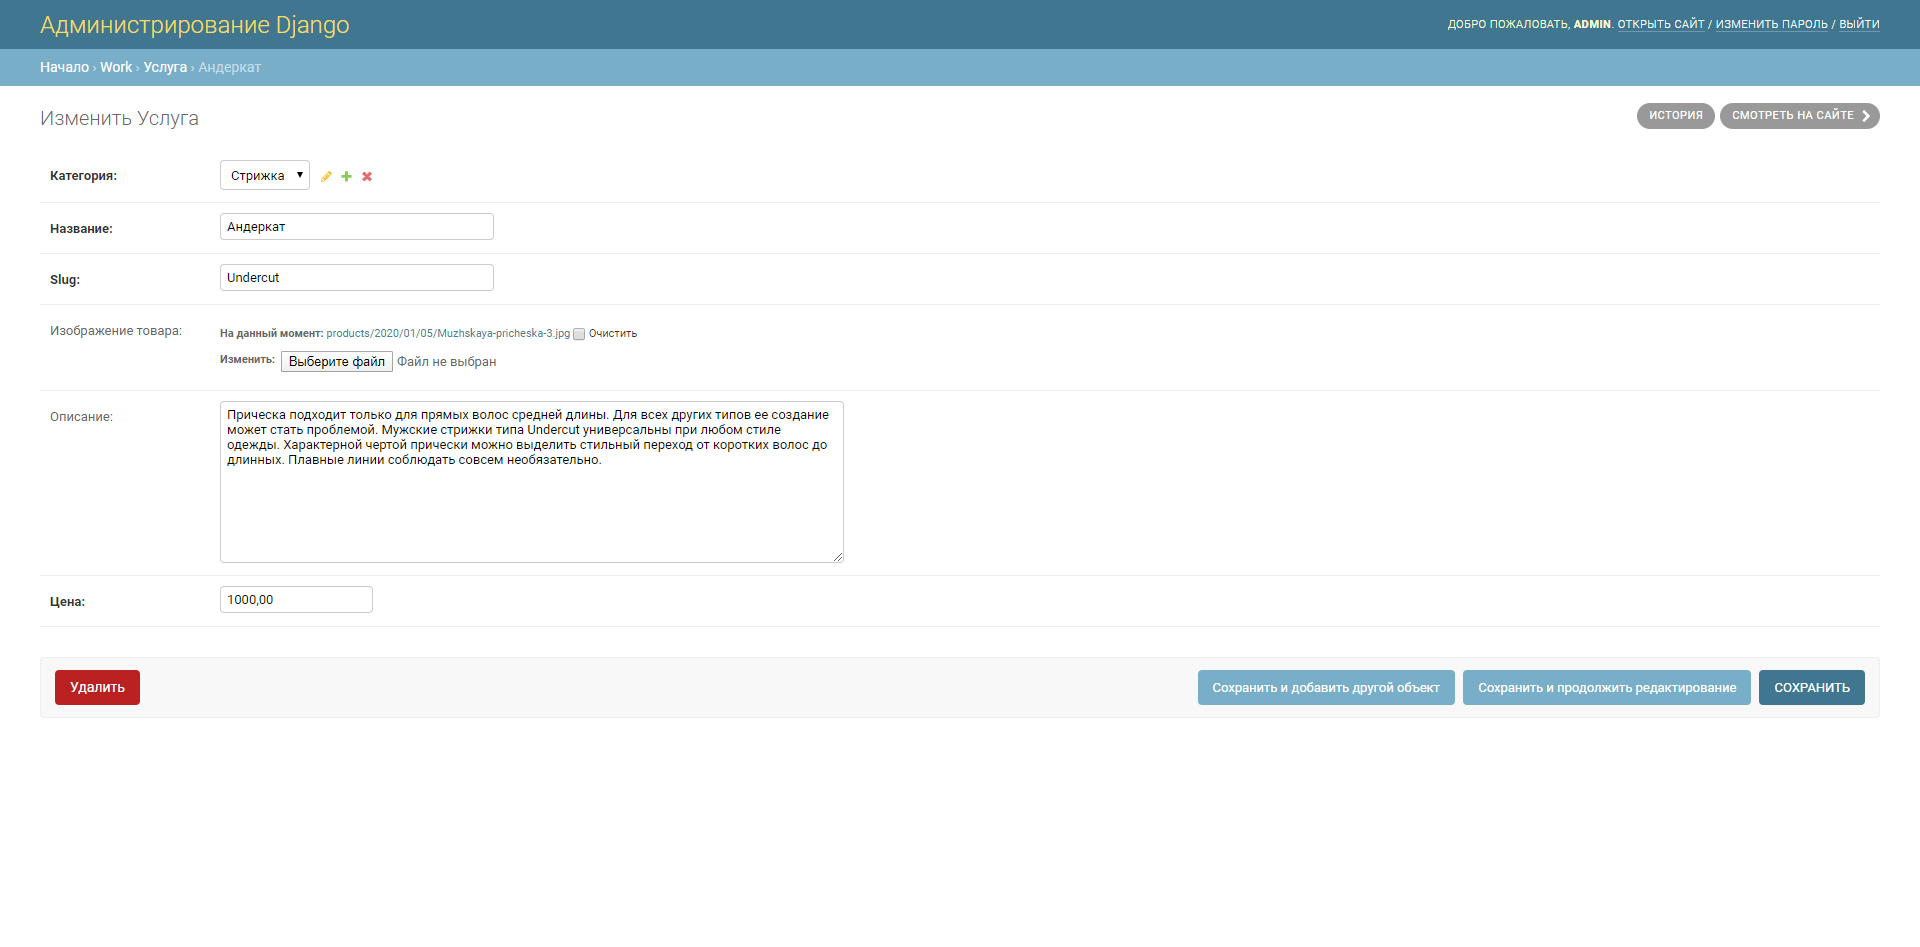 Администрирование Django
ДОБРО ПОЖАЛОВАТЬ, ADMIN. ОТКРЫТЬ САЙТ / ИЗМЕНИТЬ ПАРОЛЬ / ВЫЙТИ
Начало › Work › Услуга › Андеркат
Изменить Услуга
ИСТОРИЯ
СМОТРЕТЬ НА САЙТЕ
Категория:
Стрижка
Название:
Андеркат
Slug:
Undercut
Изображение товара:
На данный момент: products/2020/01/05/Muzhskaya-pricheska-3.jpg Очистить
Изменить: Выберите файл Файл не выбран
Описание:
Прическа подходит только для прямых волос средней длины. Для всех других типов ее создание
может стать проблемой. Мужские стрижки типа Undercut универсальны при любом стиле
одежды. Характерной чертой прически можно выделить стильный переход от коротких волос до
длинных. Плавные линии соблюдать совсем необязательно.
Цена:
1000,00
Удалить
Сохранить и добавить другой объект
Сохранить и продолжить редактирование
СОХРАНИТЬ